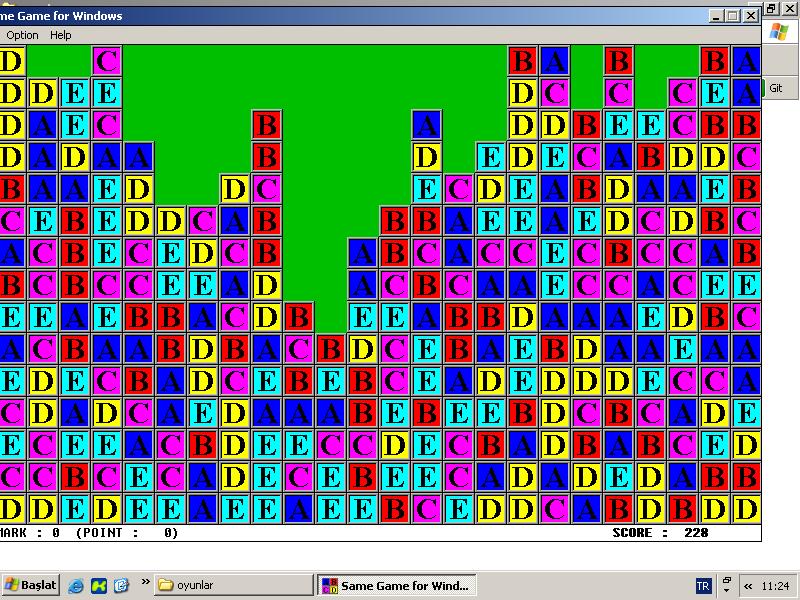 me Game for Windows
Option Help
Git
D C B A B B A
D D E E D C C C E A
D A E C B A D D B E E C B B
D A D A A B D E D E C A B D D C
B A A E D D C E C D E A B D A A E B
C E B E D D C A B B B A E E A E D C D B C
A C B E C E D C B A B C A C C E C B C C A B
B C B C C E E A D A C B C A A E C C A C E E
E E A E B B A C D B E E A B B D A A A E D B C
A C B A A B D B A C B D C E B A E B D A A E A A
E D E C B A D C E B E B C E A D E D D D E C C A
C D A D C A E D A A A B E B E E B D C B C A D E
E C E E A C B D E E C C D E C B A D B A B C E D
C C B C E C A D E C E B E E C A D A D E D A B B
D D E D E E A E E A E E B C E D D C A B D B D D
MARK : 0 (POINT : 0) SCORE : 228
Başlat » oyunlar Same Game for Wind... TR « 11:24